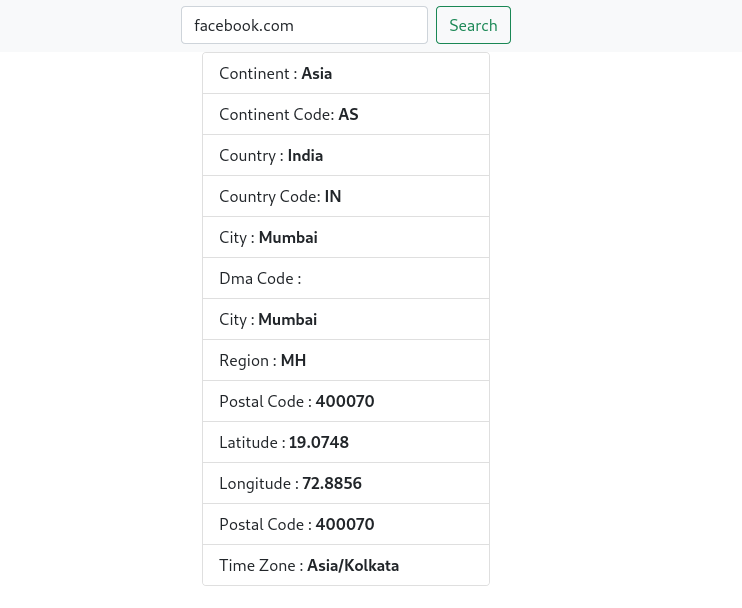 facebook.com
Search
Continent : Asia
Continent Code: AS
Country : India
Country Code: IN
City : Mumbai
Dma Code :
City : Mumbai
Region : MH
Postal Code : 400070
Latitude : 19.0748
Longitude : 72.8856
Postal Code : 400070
Time Zone : Asia/Kolkata